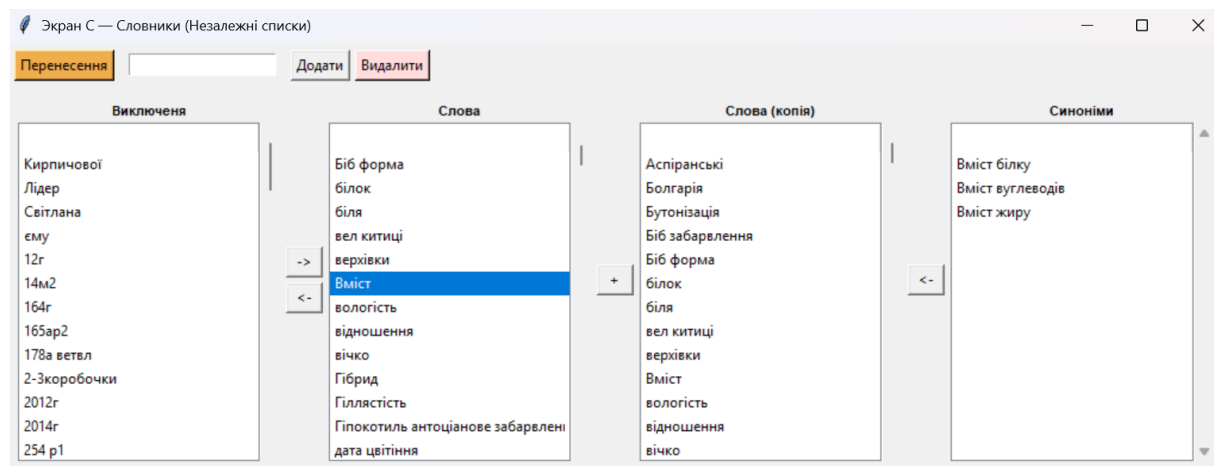 Экран C — Словники (Незалежні списки)
Перенесення Додати Видалити
Виключеня
Кирпичової
Лідер
Світлана
єму
12г
14м2
164г
165ар2
178а ветвл
2-3коробочки
2012г
2014г
254 р1
->
<-
Слова
Біб форма
білок
біля
вел китиці
верхівки
Вміст
вологість
відношення
вічко
Гібрид
Гіллястість
Гіпокотиль антоціанове забарвлені
дата цвітіння
+
Слова (копія)
Аспіранські
Болгарія
Бутонізація
Біб забарвлення
Біб форма
білок
біля
вел китиці
верхівки
Вміст
вологість
відношення
вічко
<-
Синоніми
Вміст білку
Вміст вуглеводів
Вміст жиру